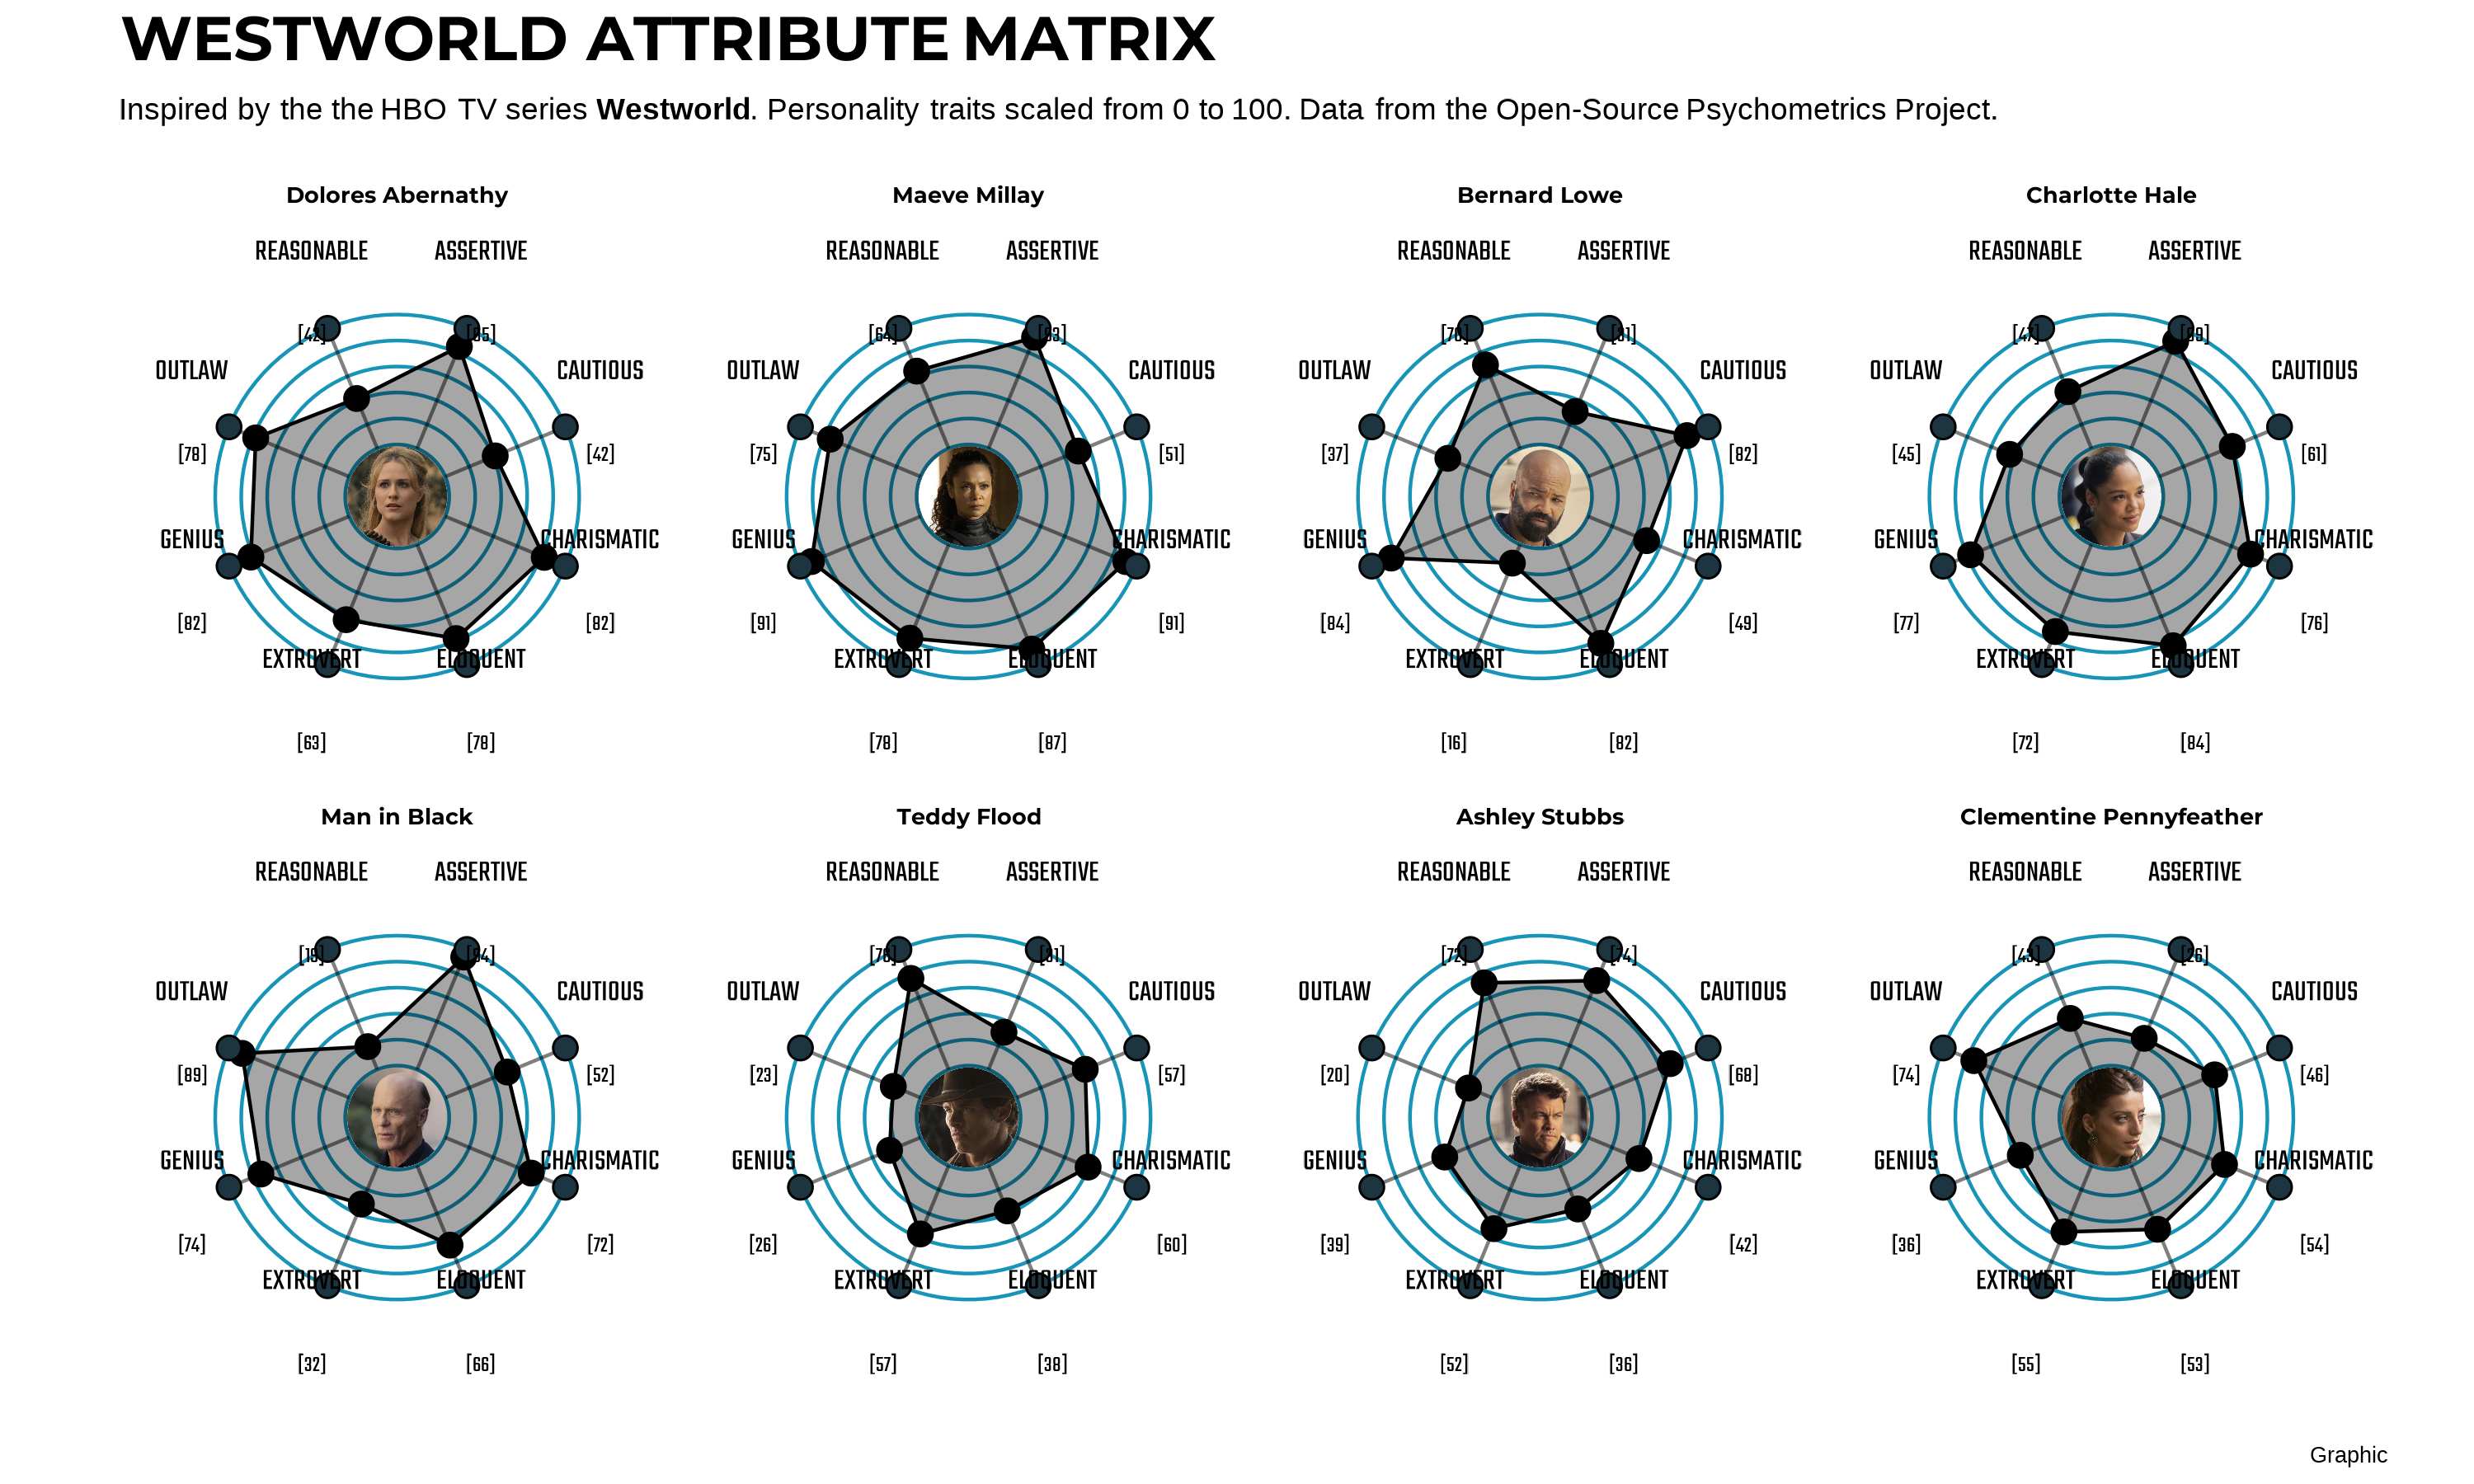 WESTWORLD ATTRIBUTE MATRIX
Inspired by the the HBO TV series Westworld. Personality traits scaled from 0 to 100. Data from the Open-Source Psychometrics Project.
Dolores Abernathy
REASONABLE ASSERTIVE
[42] [85]
OUTLAW CAUTIOUS
[78] [42]
GENIUS CHARISMATIC
[82] [82]
EXTROVERT ELOQUENT
[63] [78]
Maeve Millay
REASONABLE ASSERTIVE
[64] [93]
OUTLAW CAUTIOUS
[75] [51]
GENIUS CHARISMATIC
[91] [91]
EXTROVERT ELOQUENT
[78] [87]
Bernard Lowe
REASONABLE ASSERTIVE
[70] [31]
OUTLAW CAUTIOUS
[37] [82]
GENIUS CHARISMATIC
[84] [49]
EXTROVERT ELOQUENT
[16] [82]
Charlotte Hale
REASONABLE ASSERTIVE
[47] [89]
OUTLAW CAUTIOUS
[45] [61]
GENIUS CHARISMATIC
[77] [76]
EXTROVERT ELOQUENT
[72] [84]
Man in Black
REASONABLE ASSERTIVE
[19] [94]
OUTLAW CAUTIOUS
[89] [52]
GENIUS CHARISMATIC
[74] [72]
EXTROVERT ELOQUENT
[32] [66]
Teddy Flood
REASONABLE ASSERTIVE
[31]
OUTLAW CAUTIOUS
[23] [57]
GENIUS CHARISMATIC
[26] [60]
EXTROVERT ELOQUENT
[57] [38]
Ashley Stubbs
REASONABLE ASSERTIVE
[72] [74]
OUTLAW CAUTIOUS
[20] [68]
GENIUS CHARISMATIC
[39] [42]
EXTROVERT ELOQUENT
[52] [36]
Clementine Pennyfeather
REASONABLE ASSERTIVE
[43] [26]
OUTLAW CAUTIOUS
[74] [46]
GENIUS CHARISMATIC
[36] [54]
EXTROVERT ELOQUENT
[55] [53]
Graphic